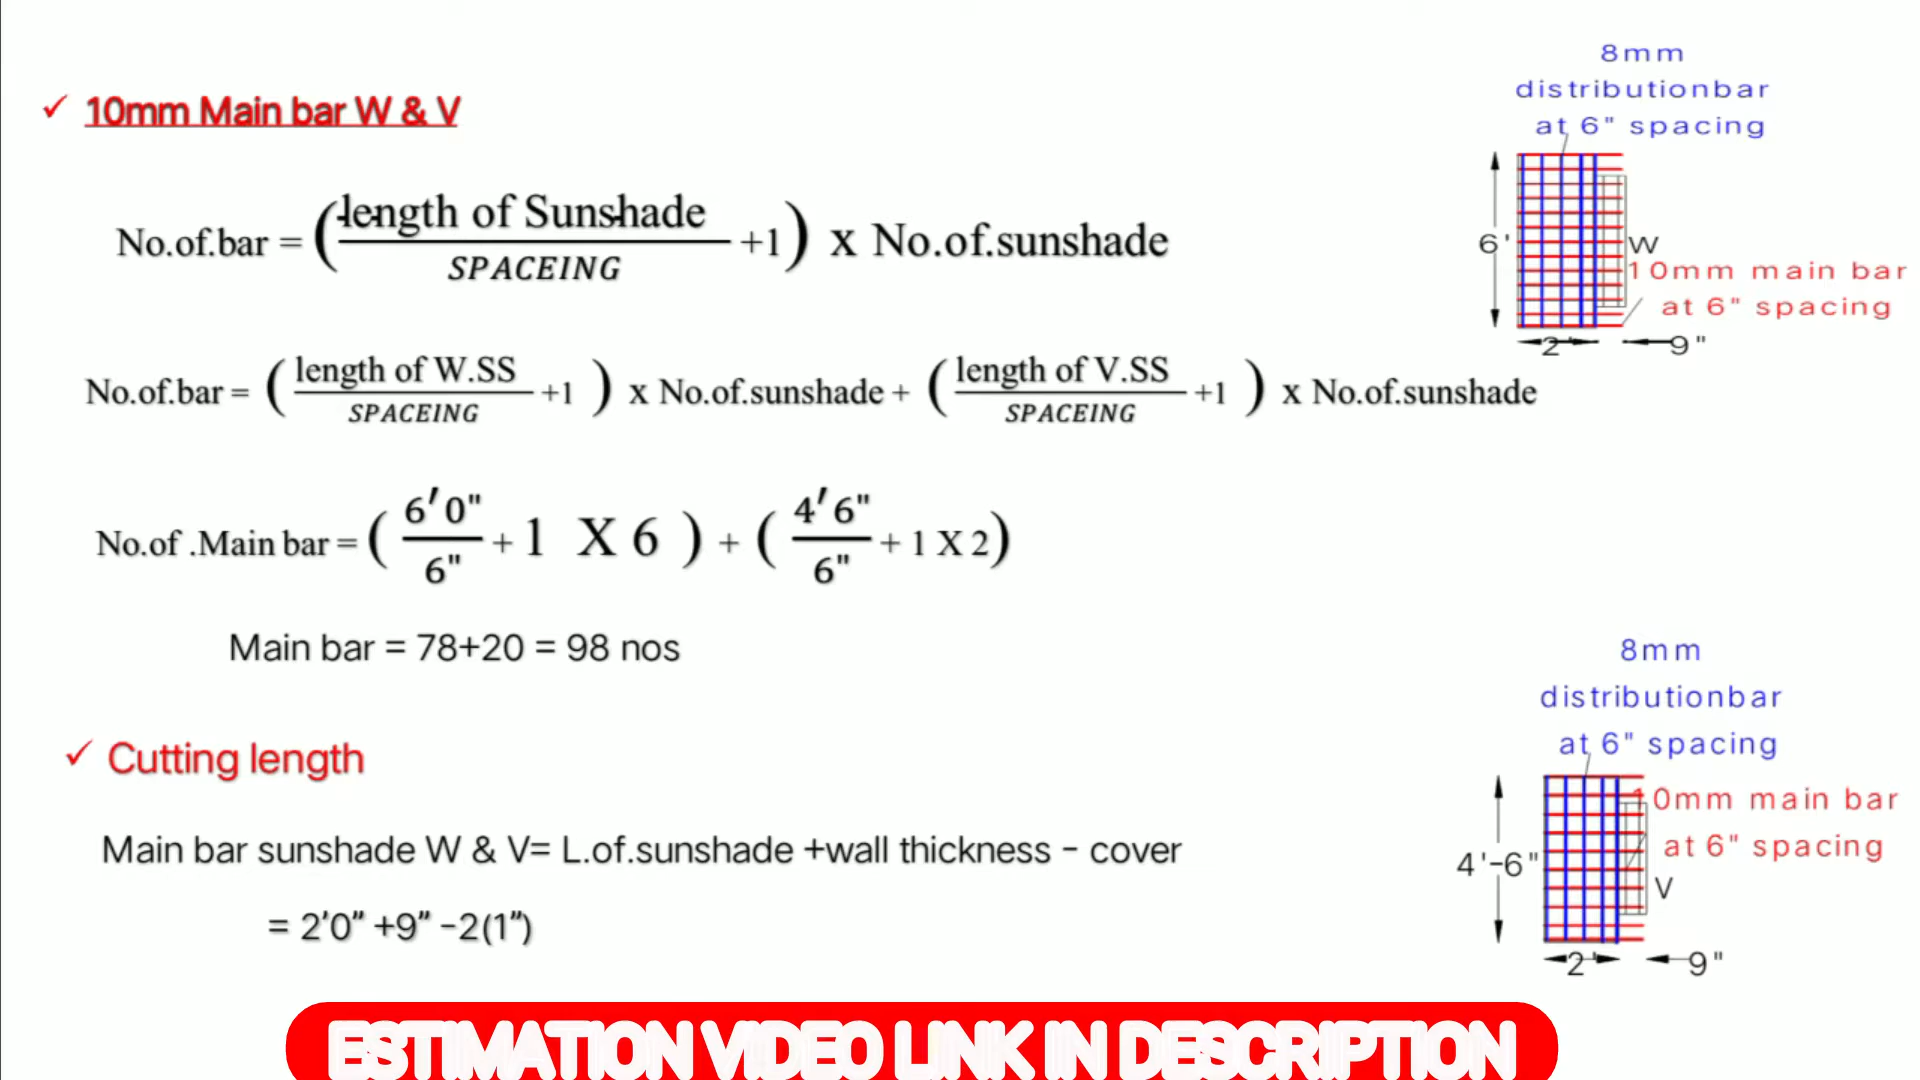 ✓ 10mm Main bar W & V
No.of.bar = (length of Sunshade / SPACEING +1) x No.of.sunshade
No.of.bar = (length of W.SS / SPACEING +1) x No.of.sunshade + (length of V.SS / SPACEING +1) x No.of.sunshade
No.of .Main bar = (6′0" / 6" + 1 X 6) + (4′6" / 6" + 1 X 2)
Main bar = 78+20 = 98 nos
✓ Cutting length
Main bar sunshade W & V= L.of.sunshade +wall thickness - cover
= 2'0" +9" -2(1")
8mm
distributionbar
at 6" spacing
6'
W
10mm main bar
at 6" spacing
2'
9"
8mm
distributionbar
at 6" spacing
10mm main bar
at 6" spacing
4'-6"
V
2'
9"
ESTIMATION VIDEO LINK IN DESCRIPTION